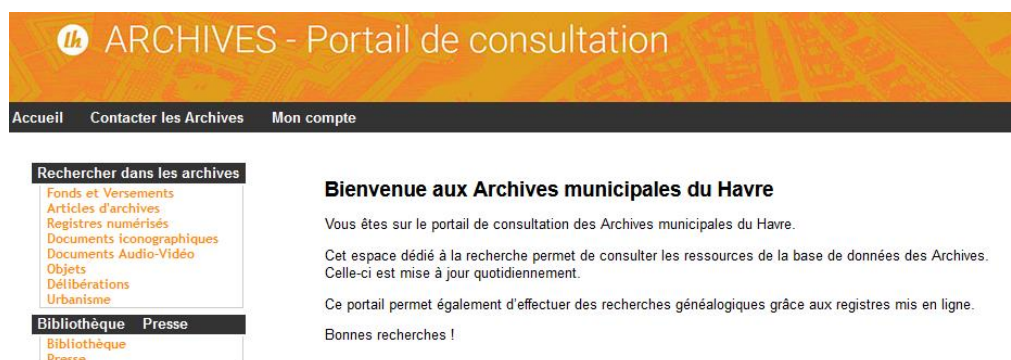 lh ARCHIVES - Portail de consultation
Accueil Contacter les Archives Mon compte
Rechercher dans les archives
Fonds et Versements
Articles d'archives
Registres numérisés
Documents iconographiques
Documents Audio-Vidéo
Objets
Délibérations
Urbanisme
Bibliothèque Presse
Bibliothèque
Presse
Bienvenue aux Archives municipales du Havre
Vous êtes sur le portail de consultation des Archives municipales du Havre.
Cet espace dédié à la recherche permet de consulter les ressources de la base de données des Archives.
Celle-ci est mise à jour quotidiennement.
Ce portail permet également d'effectuer des recherches généalogiques grâce aux registres mis en ligne.
Bonnes recherches !